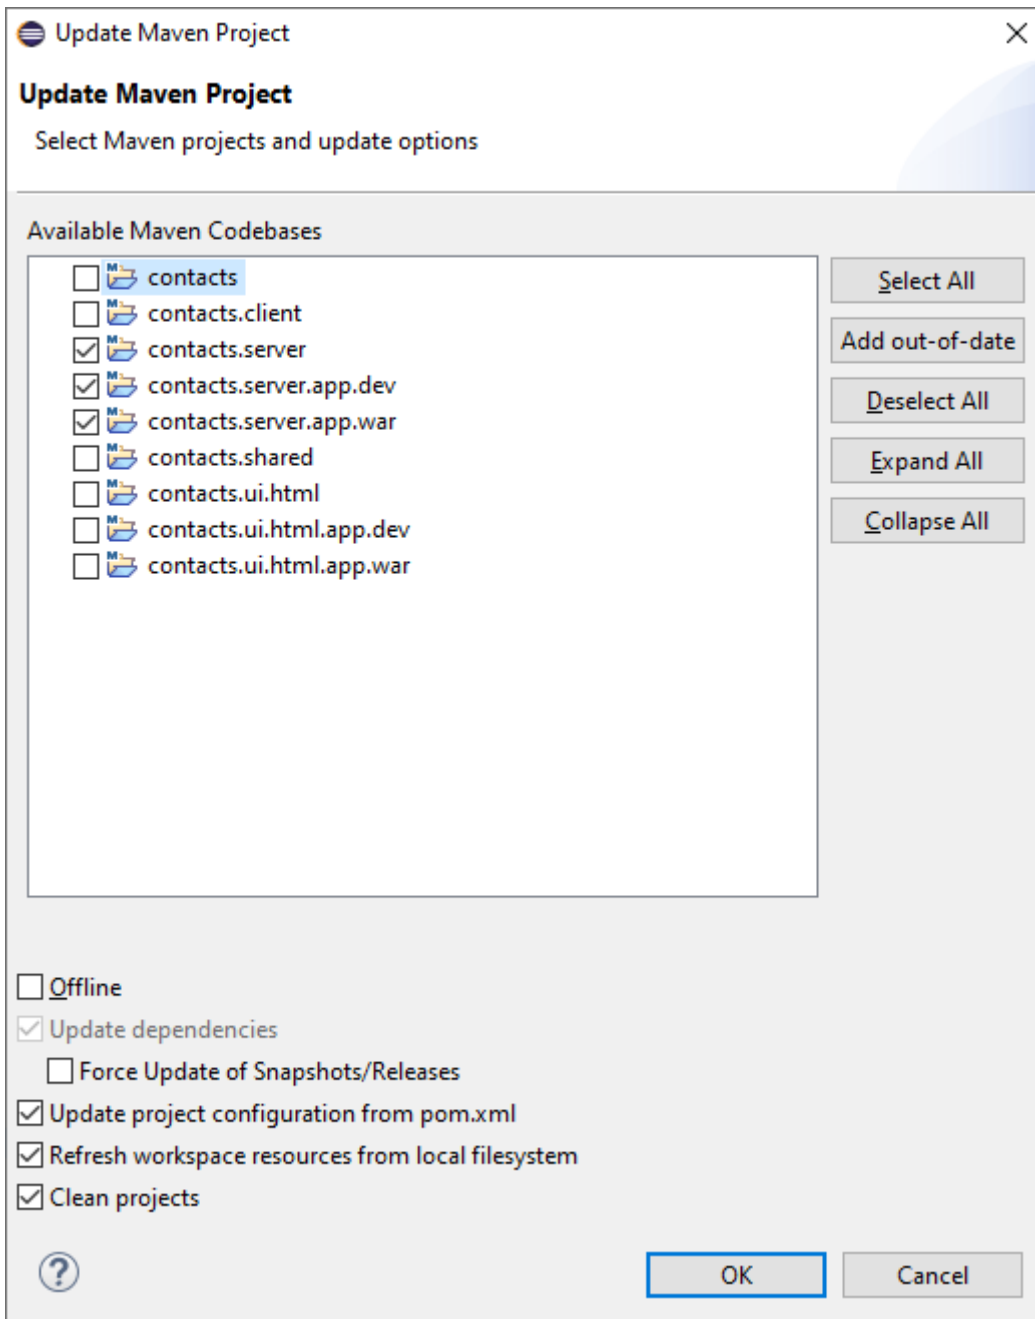 Update Maven Project
Update Maven Project
Select Maven projects and update options
Available Maven Codebases
contacts
contacts.client
contacts.server
contacts.server.app.dev
contacts.server.app.war
contacts.shared
contacts.ui.html
contacts.ui.html.app.dev
contacts.ui.html.app.war
Select All
Add out-of-date
Deselect All
Expand All
Collapse All
Offline
Update dependencies
Force Update of Snapshots/Releases
Update project configuration from pom.xml
Refresh workspace resources from local filesystem
Clean projects
?
OK
Cancel